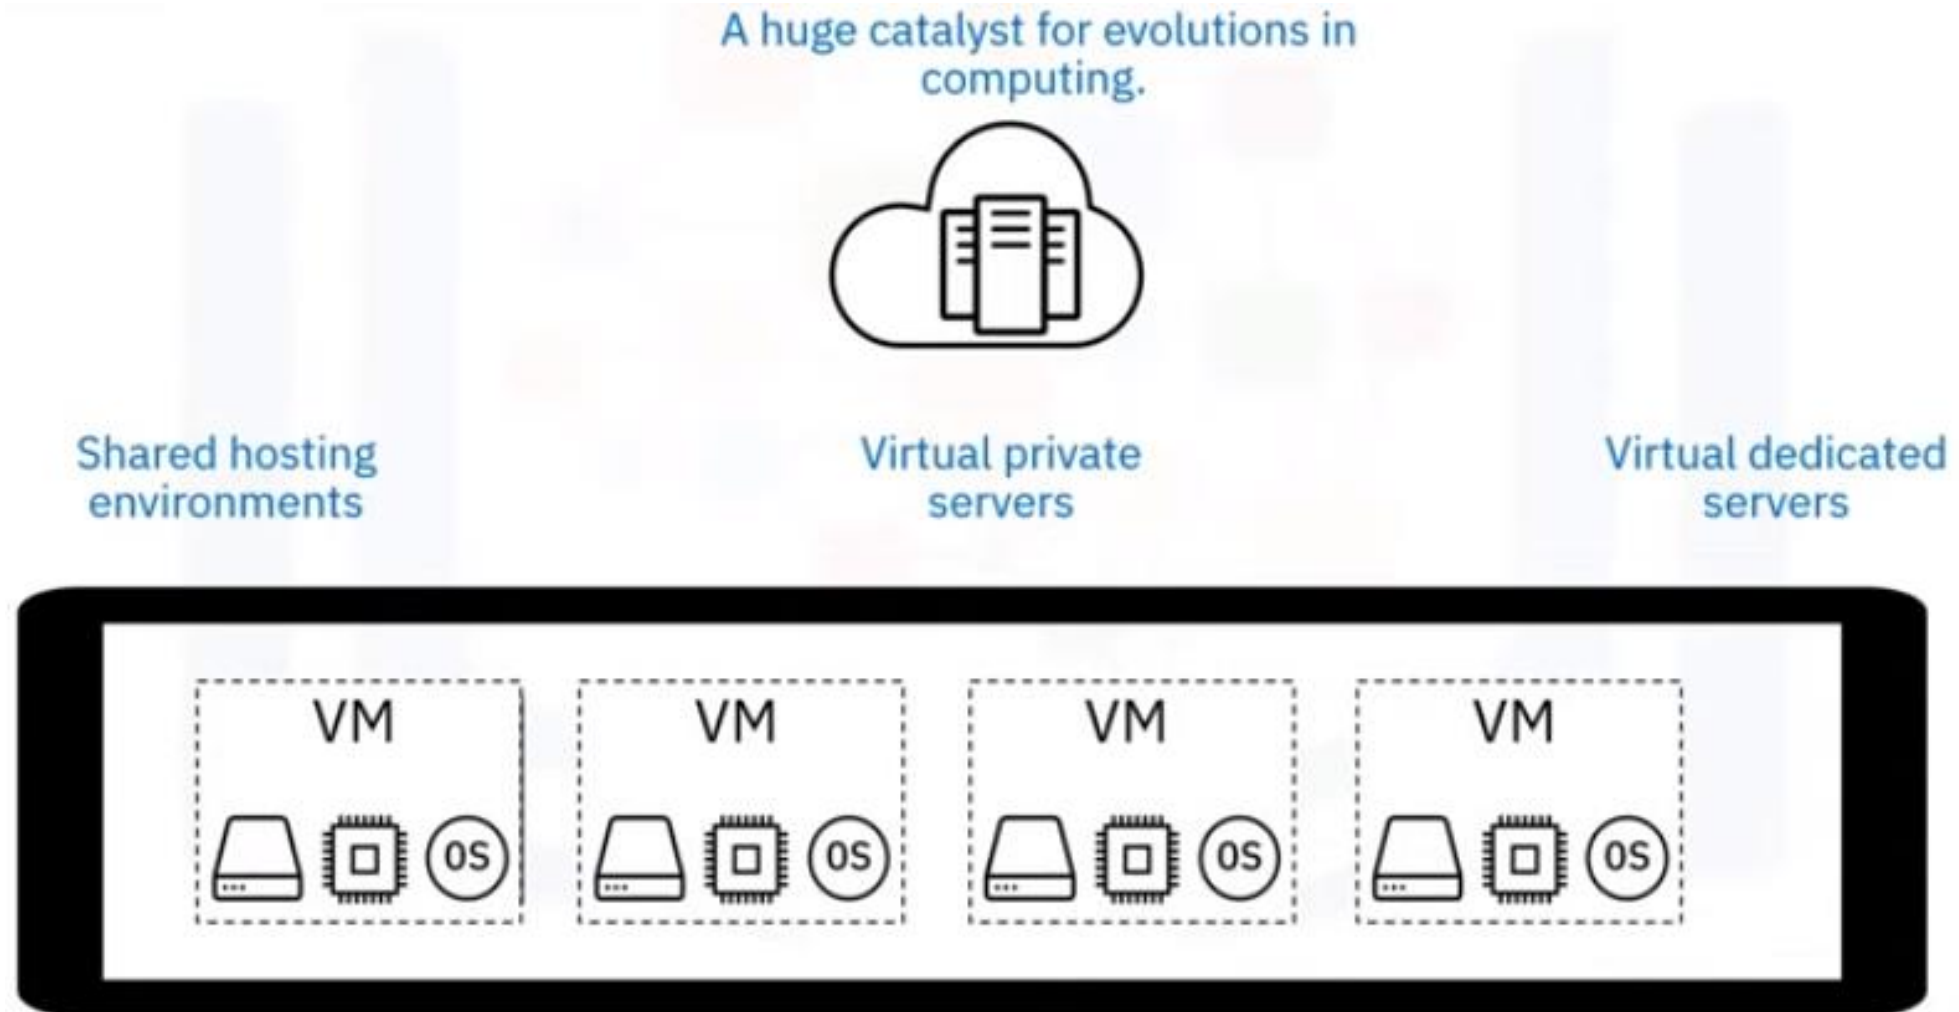 A huge catalyst for evolutions in
computing.
Shared hosting
environments
Virtual private
servers
Virtual dedicated
servers
VM
VM
VM
VM
OS
OS
OS
OS